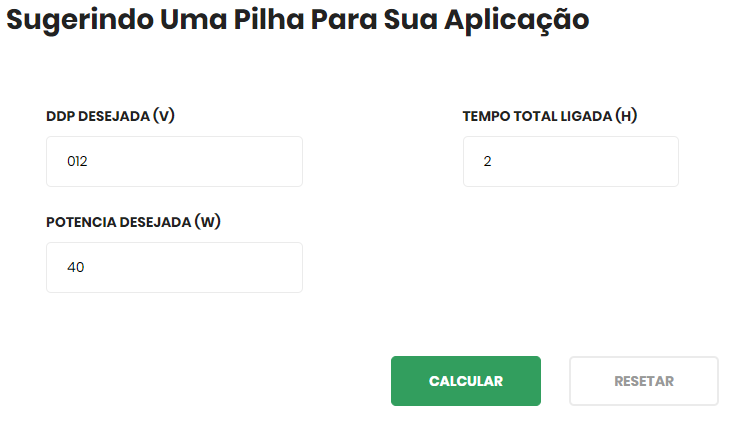 Sugerindo Uma Pilha Para Sua Aplicação
DDP DESEJADA (V)
TEMPO TOTAL LIGADA (H)
012
2
POTENCIA DESEJADA (W)
40
CALCULAR
RESETAR